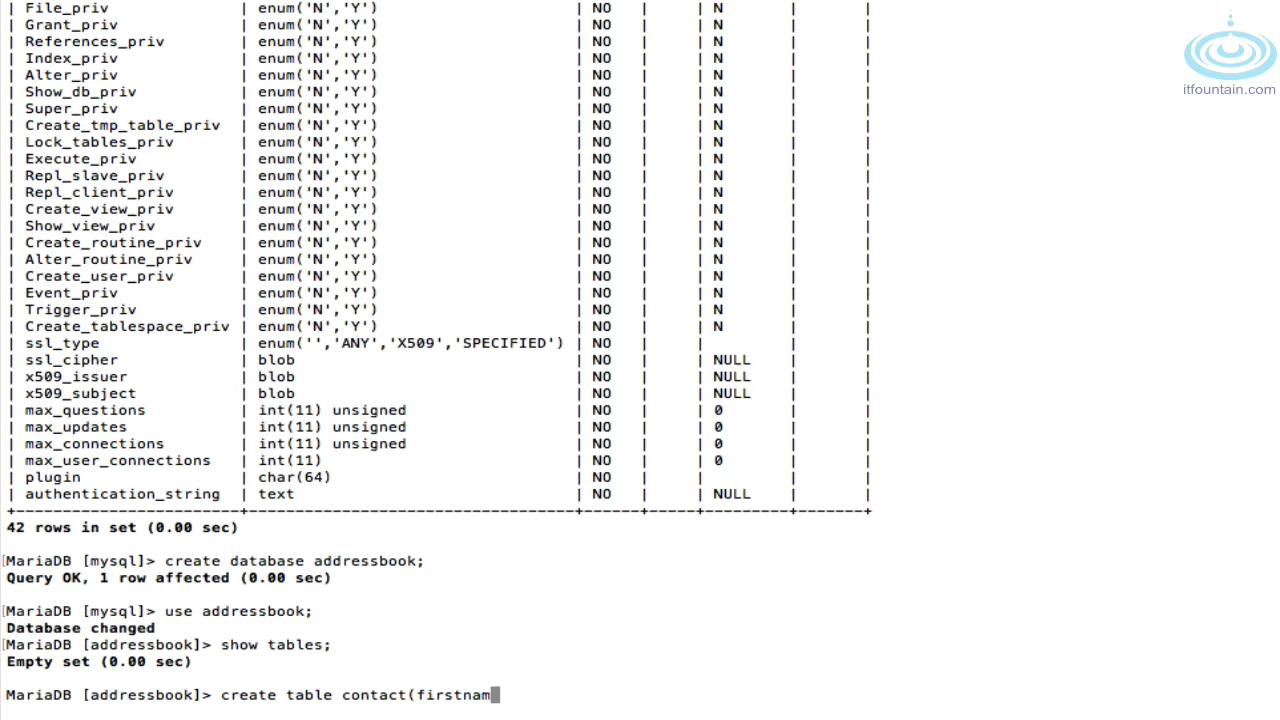 | File_priv | enum('N','Y') | NO | | N | |
| Grant_priv | enum('N','Y') | NO | | N | |
| References_priv | enum('N','Y') | NO | | N | |
| Index_priv | enum('N','Y') | NO | | N | |
| Alter_priv | enum('N','Y') | NO | | N | |
| Show_db_priv | enum('N','Y') | NO | | N | |
| Super_priv | enum('N','Y') | NO | | N | |
| Create_tmp_table_priv | enum('N','Y') | NO | | N | |
| Lock_tables_priv | enum('N','Y') | NO | | N | |
| Execute_priv | enum('N','Y') | NO | | N | |
| Repl_slave_priv | enum('N','Y') | NO | | N | |
| Repl_client_priv | enum('N','Y') | NO | | N | |
| Create_view_priv | enum('N','Y') | NO | | N | |
| Show_view_priv | enum('N','Y') | NO | | N | |
| Create_routine_priv | enum('N','Y') | NO | | N | |
| Alter_routine_priv | enum('N','Y') | NO | | N | |
| Create_user_priv | enum('N','Y') | NO | | N | |
| Event_priv | enum('N','Y') | NO | | N | |
| Trigger_priv | enum('N','Y') | NO | | N | |
| Create_tablespace_priv | enum('N','Y') | NO | | N | |
| ssl_type | enum('','ANY','X509','SPECIFIED') | NO | | | |
| ssl_cipher | blob | NO | | NULL | |
| x509_issuer | blob | NO | | NULL | |
| x509_subject | blob | NO | | NULL | |
| max_questions | int(11) unsigned | NO | | 0 | |
| max_updates | int(11) unsigned | NO | | 0 | |
| max_connections | int(11) unsigned | NO | | 0 | |
| max_user_connections | int(11) | NO | | 0 | |
| plugin | char(64) | NO | | | |
| authentication_string | text | NO | | NULL | |
+------------------------+-----------------------------------+------+-----+---------+-------+
42 rows in set (0.00 sec)
[MariaDB [mysql]> create database addressbook;
Query OK, 1 row affected (0.00 sec)
[MariaDB [mysql]> use addressbook;
Database changed
[MariaDB [addressbook]> show tables;
Empty set (0.00 sec)
MariaDB [addressbook]> create table contact(firstnam
itfountain.com